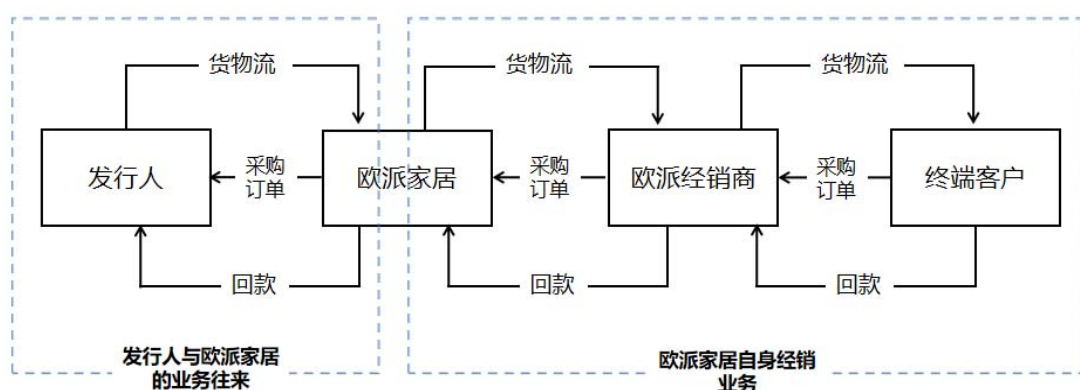 货物流
货物流
货物流
发行人
采购
订单
欧派家居
采购
订单
欧派经销商
采购
订单
终端客户
回款
回款
回款
发行人与欧派家居
的业务往来
欧派家居自身经销
业务